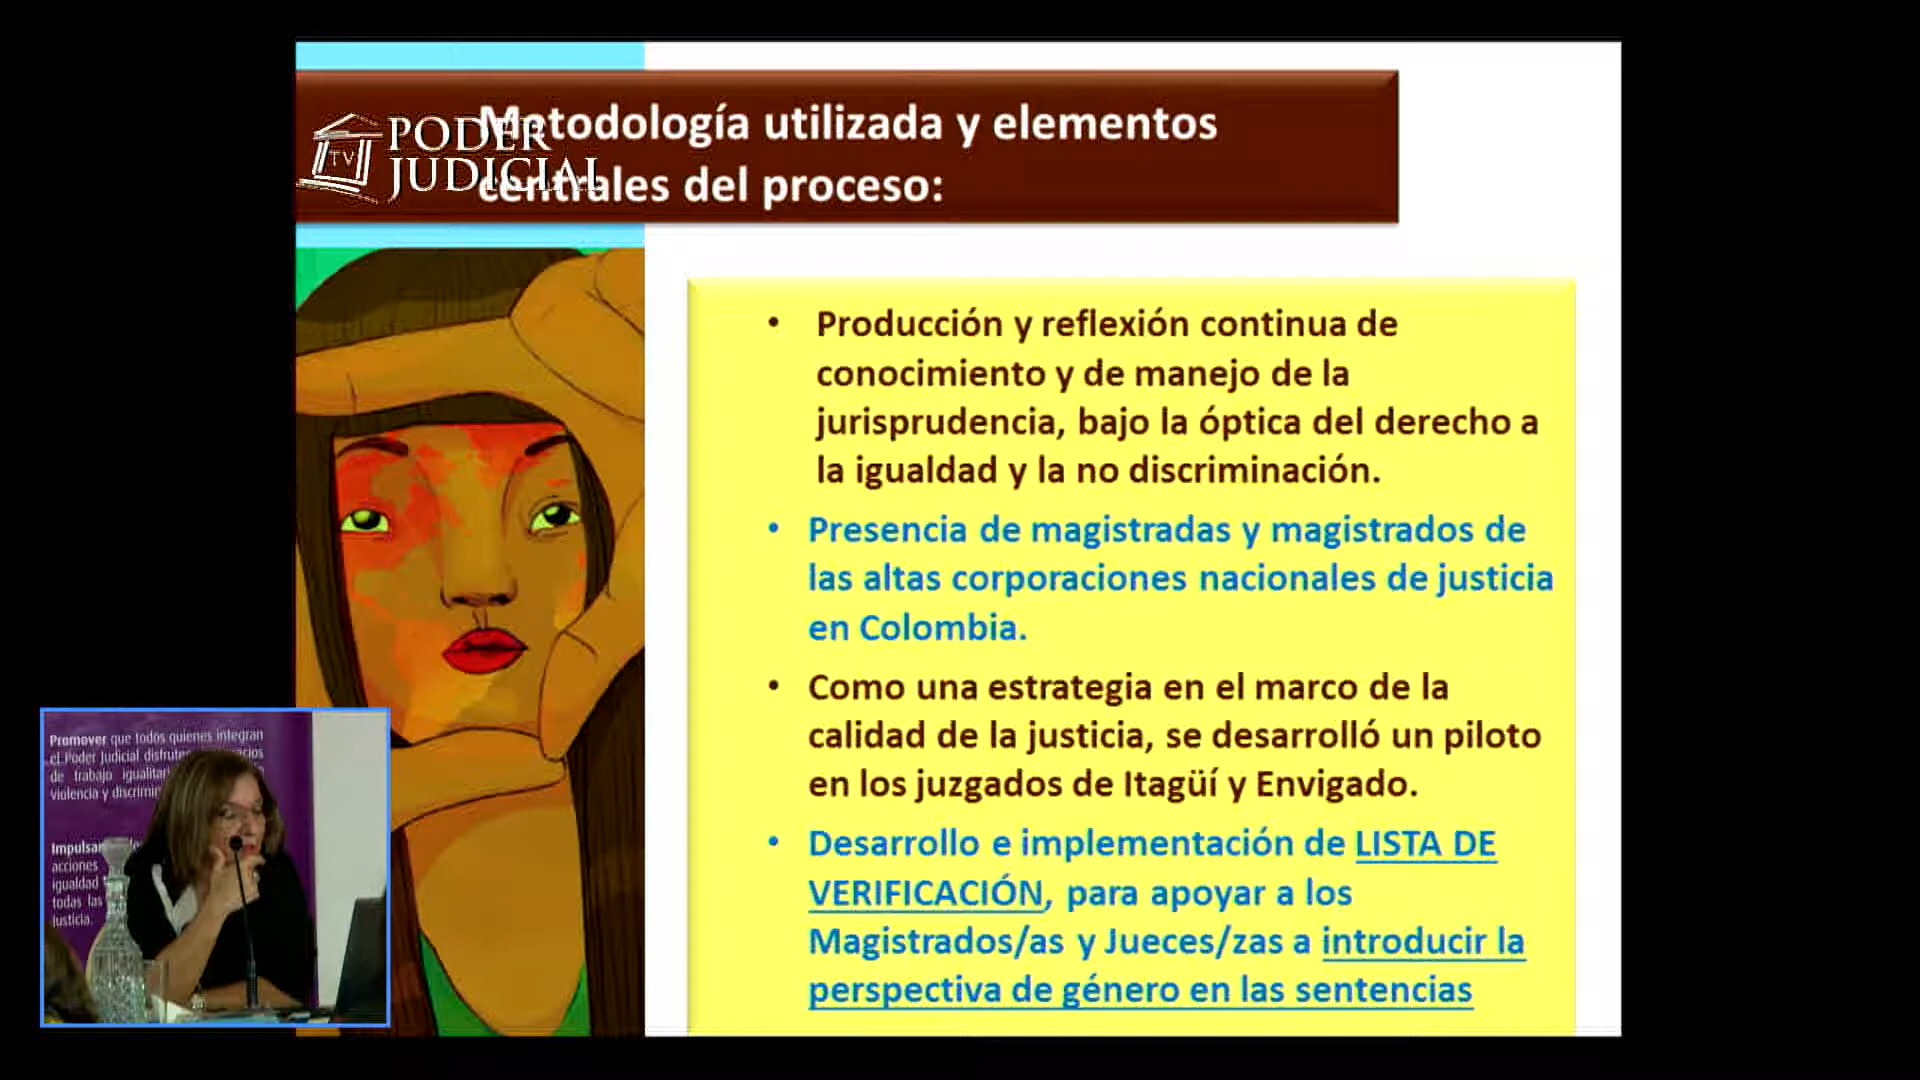 Metodología utilizada y elementos
centrales del proceso:
TV
PODER
JUDICIAL
• Producción y reflexión continua de
conocimiento y de manejo de la
jurisprudencia, bajo la óptica del derecho a
la igualdad y la no discriminación.
• Presencia de magistradas y magistrados de
las altas corporaciones nacionales de justicia
en Colombia.
• Como una estrategia en el marco de la
calidad de la justicia, se desarrolló un piloto
en los juzgados de Itagüí y Envigado.
• Desarrollo e implementación de LISTA DE
VERIFICACIÓN, para apoyar a los
Magistrados/as y Jueces/zas a introducir la
perspectiva de género en las sentencias
Promover que todos quienes integran
el Poder Judicial
de trabajo
violencia y
Impulsar
acciones
igualdad
todas las
justicia.